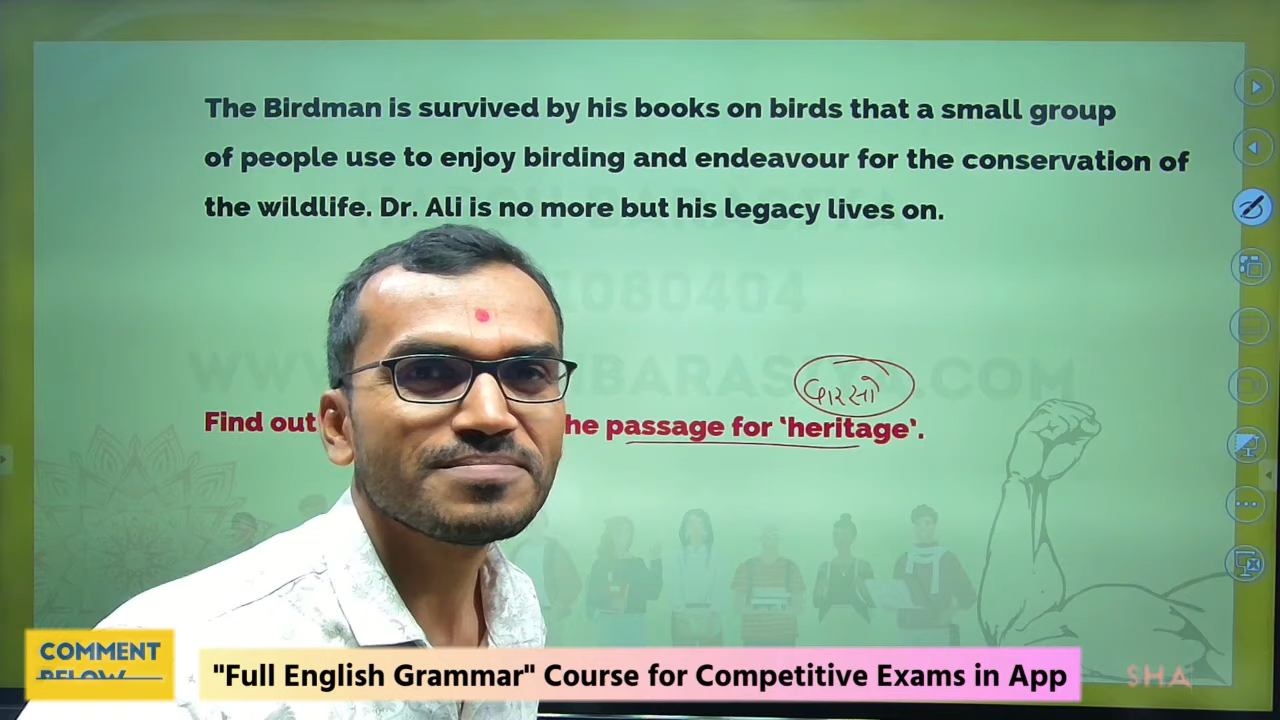 The Birdman is survived by his books on birds that a small group
of people use to enjoy birding and endeavour for the conservation of
the wildlife. Dr. Ali is no more but his legacy lives on.
1080404
વારસો
Find out he passage for 'heritage'.
COMMENT
BELOW
"Full English Grammar" Course for Competitive Exams in App
SHA